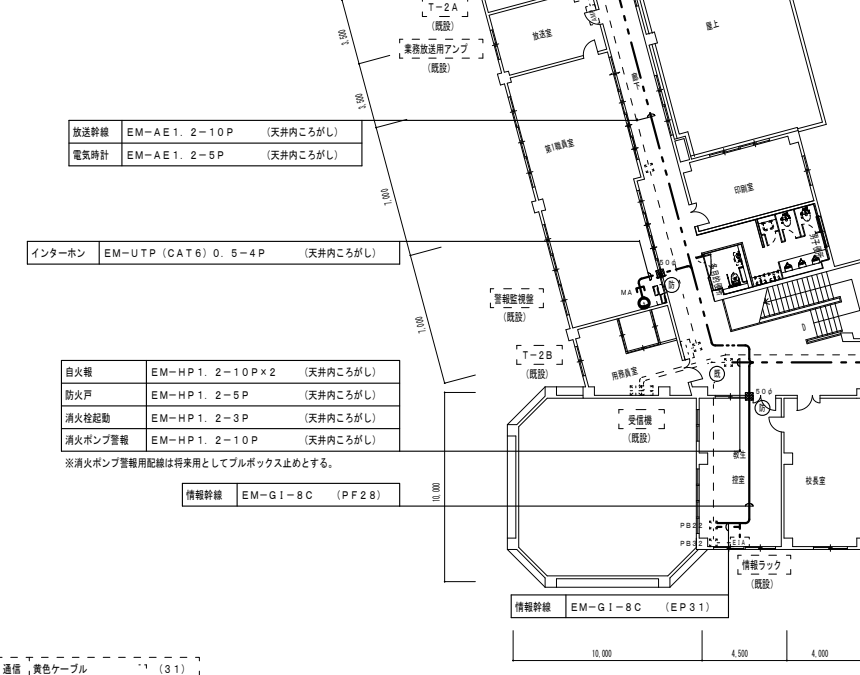 T-2A
(既設)
業務放送用アンプ
(既設)
放送室
屋上
廊下
3,500
3,500
放送幹線 EM-AE1.2-10P (天井内ころがし)
電気時計 EM-AE1.2-5P (天井内ころがし)
第1職員室
印刷室
7,000
インターホン EM-UTP(CAT6)0.5-4P (天井内ころがし)
50φ
防
MA
警報監視盤
(既設)
7,000
D
T-2B
(既設)
用務員室
既
自火報 EM-HP1.2-10P×2 (天井内ころがし)
防火戸 EM-HP1.2-5P (天井内ころがし)
消火栓起動 EM-HP1.2-3P (天井内ころがし)
消火ポンプ警報 EM-HP1.2-10P (天井内ころがし)
※消火ポンプ警報用配線は将来用としてプルボックス止めとする。
50φ
防
受信機
(既設)
控室
校長室
10,000
情報幹線 EM-GI-8C (PF28)
PB22
PB32
EIA
情報ラック
(既設)
情報幹線 EM-GI-8C (EP31)
10,000
4,500
4,000
通信 黄色ケーブル (31)